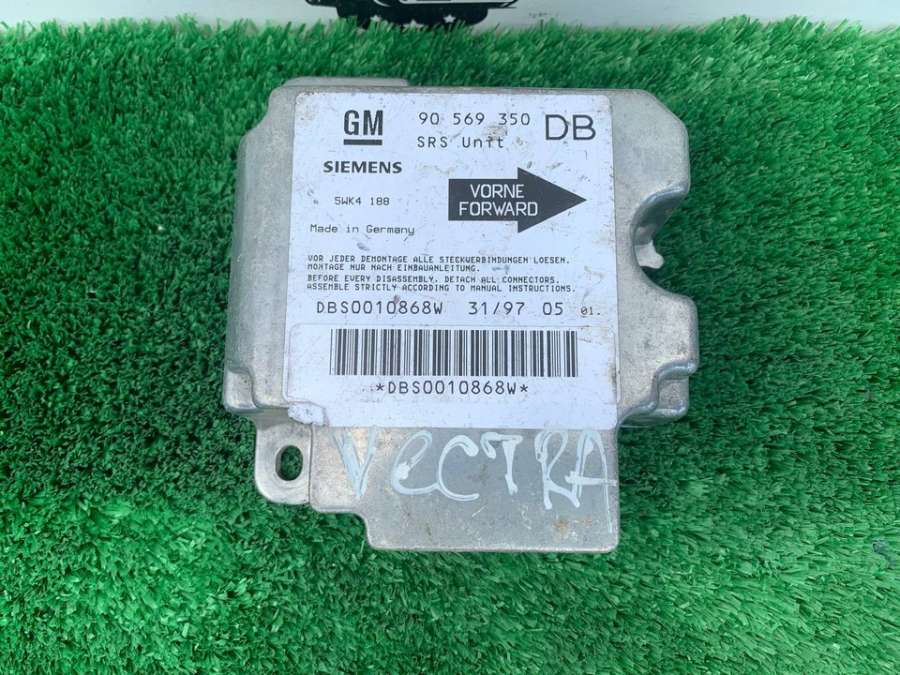 GM 90 569 350 DB
SRS Unit
SIEMENS
5WK4 188
VORNE
FORWARD
Made in Germany
VOR JEDER DEMONTAGE ALLE STECKVERBINDUNGEN LOESEN.
MONTAGE NUR NACH EINBAUANLEITUNG.
BEFORE EVERY DISASSEMBLY, DETACH ALL CONNECTORS.
ASSEMBLE STRICTLY ACCORDING TO MANUAL INSTRUCTIONS.
DBS0010868W 31/97 05 01.
*DBS0010868W*
VECTRA